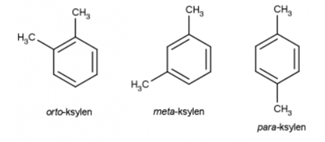 CH₃
H₃C
orto-ksylen
CH₃
H₃C
meta-ksylen
CH₃
CH₃
para-ksylen